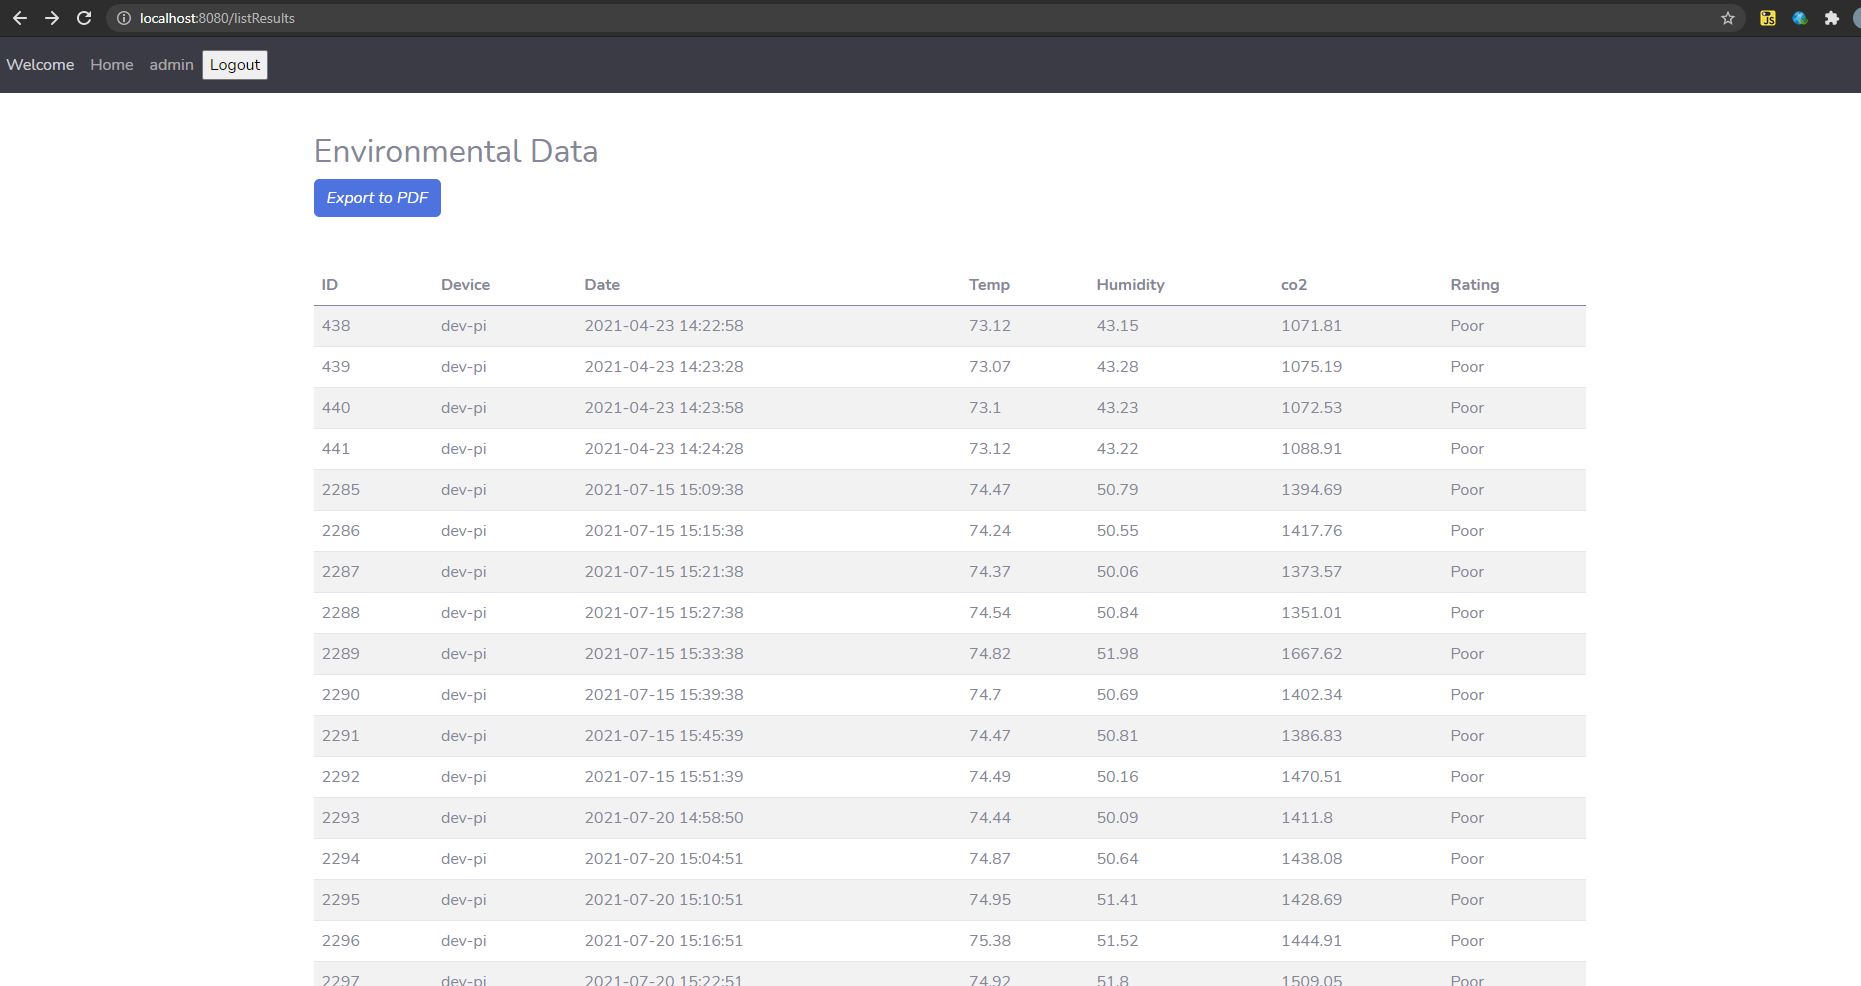 localhost:8080/listResults
JS
Welcome Home admin Logout
Environmental Data
Export to PDF
ID Device Date Temp Humidity co2 Rating
438 dev-pi 2021-04-23 14:22:58 73.12 43.15 1071.81 Poor
439 dev-pi 2021-04-23 14:23:28 73.07 43.28 1075.19 Poor
440 dev-pi 2021-04-23 14:23:58 73.1 43.23 1072.53 Poor
441 dev-pi 2021-04-23 14:24:28 73.12 43.22 1088.91 Poor
2285 dev-pi 2021-07-15 15:09:38 74.47 50.79 1394.69 Poor
2286 dev-pi 2021-07-15 15:15:38 74.24 50.55 1417.76 Poor
2287 dev-pi 2021-07-15 15:21:38 74.37 50.06 1373.57 Poor
2288 dev-pi 2021-07-15 15:27:38 74.54 50.84 1351.01 Poor
2289 dev-pi 2021-07-15 15:33:38 74.82 51.98 1667.62 Poor
2290 dev-pi 2021-07-15 15:39:38 74.7 50.69 1402.34 Poor
2291 dev-pi 2021-07-15 15:45:39 74.47 50.81 1386.83 Poor
2292 dev-pi 2021-07-15 15:51:39 74.49 50.16 1470.51 Poor
2293 dev-pi 2021-07-20 14:58:50 74.44 50.09 1411.8 Poor
2294 dev-pi 2021-07-20 15:04:51 74.87 50.64 1438.08 Poor
2295 dev-pi 2021-07-20 15:10:51 74.95 51.41 1428.69 Poor
2296 dev-pi 2021-07-20 15:16:51 75.38 51.52 1444.91 Poor
2297 dev-pi 2021-07-20 15:22:51 74.92 51.8 1509.05 Poor